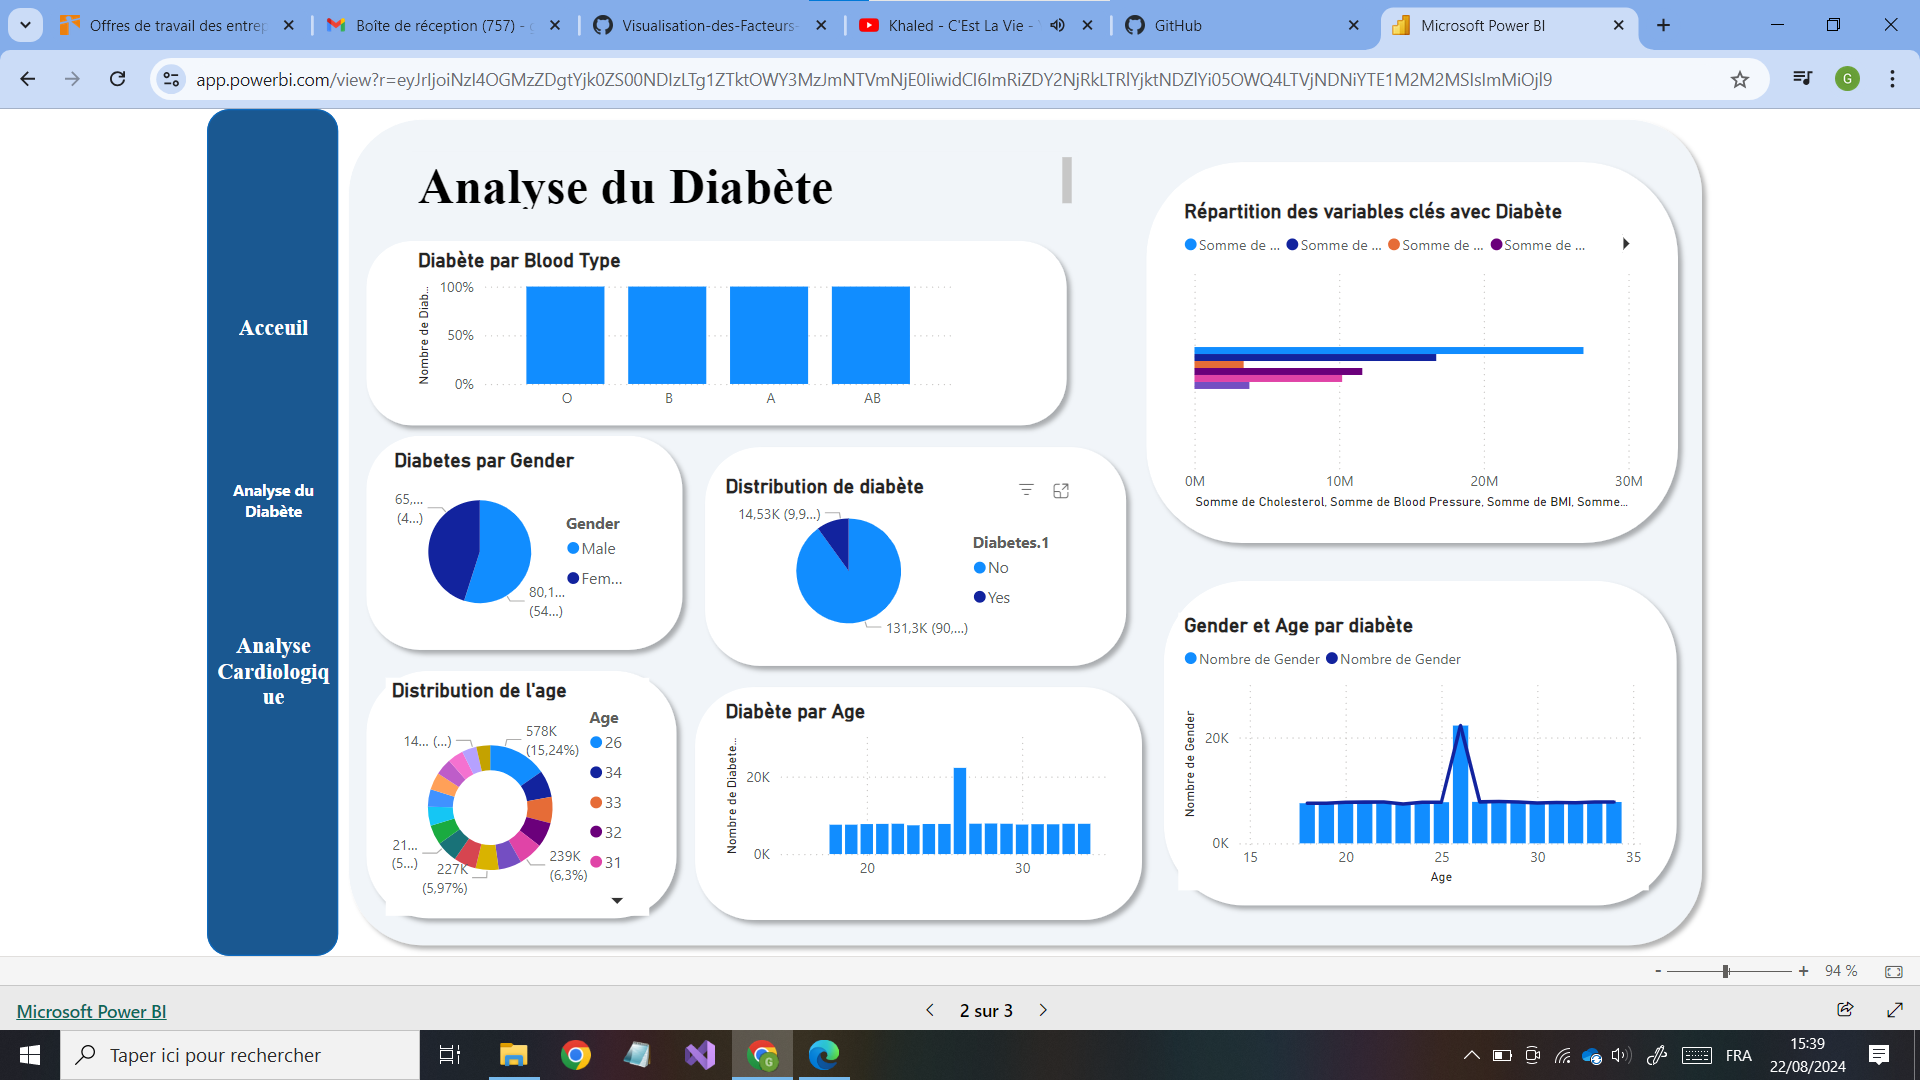 Offres de travail des entrep
Boîte de réception (757) - g
Visualisation-des-Facteurs-
Khaled - C'Est La Vie -
GitHub
Microsoft Power BI
G
Acceuil
Analyse du
Diabète
Analyse
Cardiologiq
ue
Analyse du Diabète
Diabète par Blood Type
Nombre de Diab...
100%
50%
0%
O
B
A
AB
Diabetes par Gender
65,...
(4...)
80,1...
(54...)
Gender
Male
Fem...
Distribution de diabète
14,53K (9,9...)
131,3K (90,...)
Diabetes.1
No
Yes
Distribution de l'age
578K
(15,24%)
14... (...)
21...
(5...)
227K
(5,97%)
239K
(6,3%)
Age
26
34
33
32
31
Diabète par Age
Nombre de Diabete...
20K
0K
20
30
Répartition des variables clés avec Diabète
Somme de ... Somme de ... Somme de ... Somme de ...
0M
10M
20M
30M
Somme de Cholesterol, Somme de Blood Pressure, Somme de BMI, Somme...
Gender et Age par diabète
Nombre de Gender Nombre de Gender
Nombre de Gender
20K
0K
15
20
25
30
35
Age
- + 94 %
Microsoft Power BI
2 sur 3
Taper ici pour rechercher
G
FRA
15:39
22/08/2024